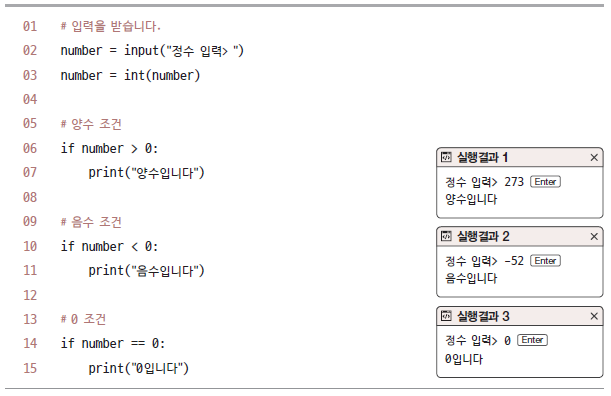 01 # 입력을 받습니다.
02 number = input("정수 입력> ")
03 number = int(number)
04
05 # 양수 조건
06 if number > 0:
07     print("양수입니다")
08
09 # 음수 조건
10 if number < 0:
11     print("음수입니다")
12
13 # 0 조건
14 if number == 0:
15     print("0입니다")
실행결과 1 ×
정수 입력> 273 Enter
양수입니다
실행결과 2 ×
정수 입력> -52 Enter
음수입니다
실행결과 3 ×
정수 입력> 0 Enter
0입니다